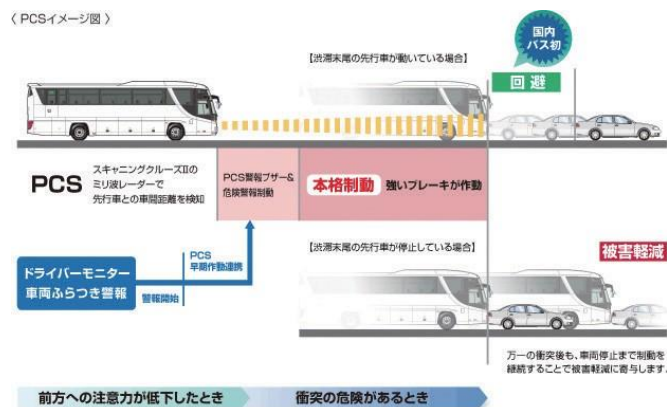 〈 PCSイメージ図 〉
国内
バス初
【渋滞末尾の先行車が動いている場合】
回避
PCS
スキャニングクルーズⅡの
ミリ波レーダーで
先行車との車間距離を検知
PCS警報ブザー&
危険警報制動
本格制動 強いブレーキが作動
【渋滞末尾の先行車が停止している場合】
被害軽減
ドライバーモニター
車両ふらつき警報
警報開始
PCS
早期作動連携
万一の衝突後も、車両停止まで制動を
継続することで被害軽減に寄与します。
前方への注意力が低下したとき
衝突の危険があるとき